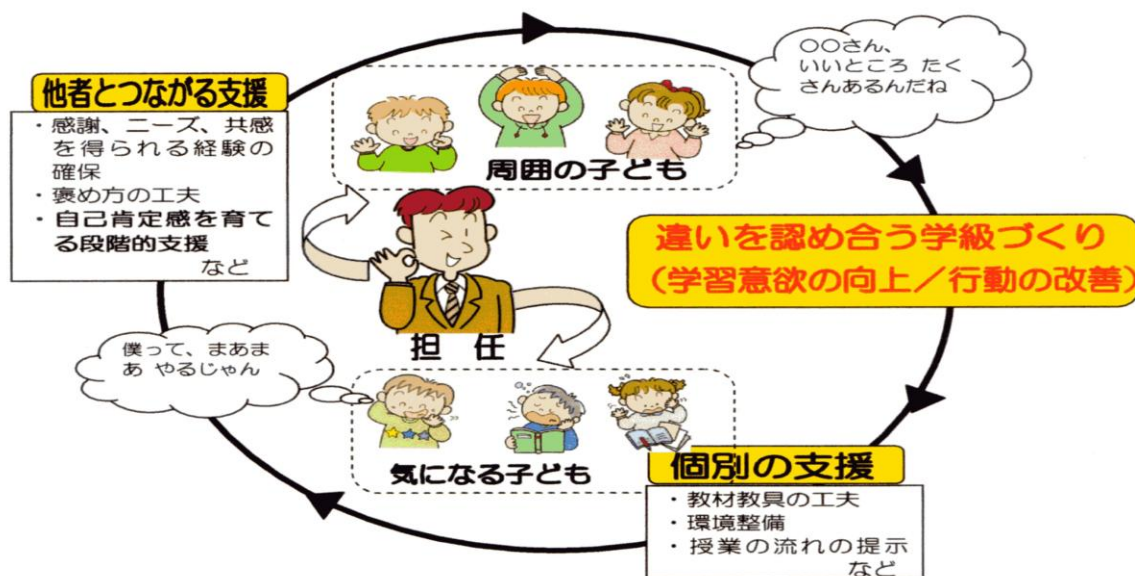 他者とつながる支援
・感謝、ニーズ、共感
を得られる経験の
確保
・褒め方の工夫
・自己肯定感を育て
る段階的支援
など
周囲の子ども
〇〇さん、
いいところ たく
さんあるんだね
違いを認め合う学級づくり
（学習意欲の向上／行動の改善）
担 任
僕って、まあま
あ やるじゃん
気になる子ども
個別の支援
・教材教具の工夫
・環境整備
・授業の流れの提示
など